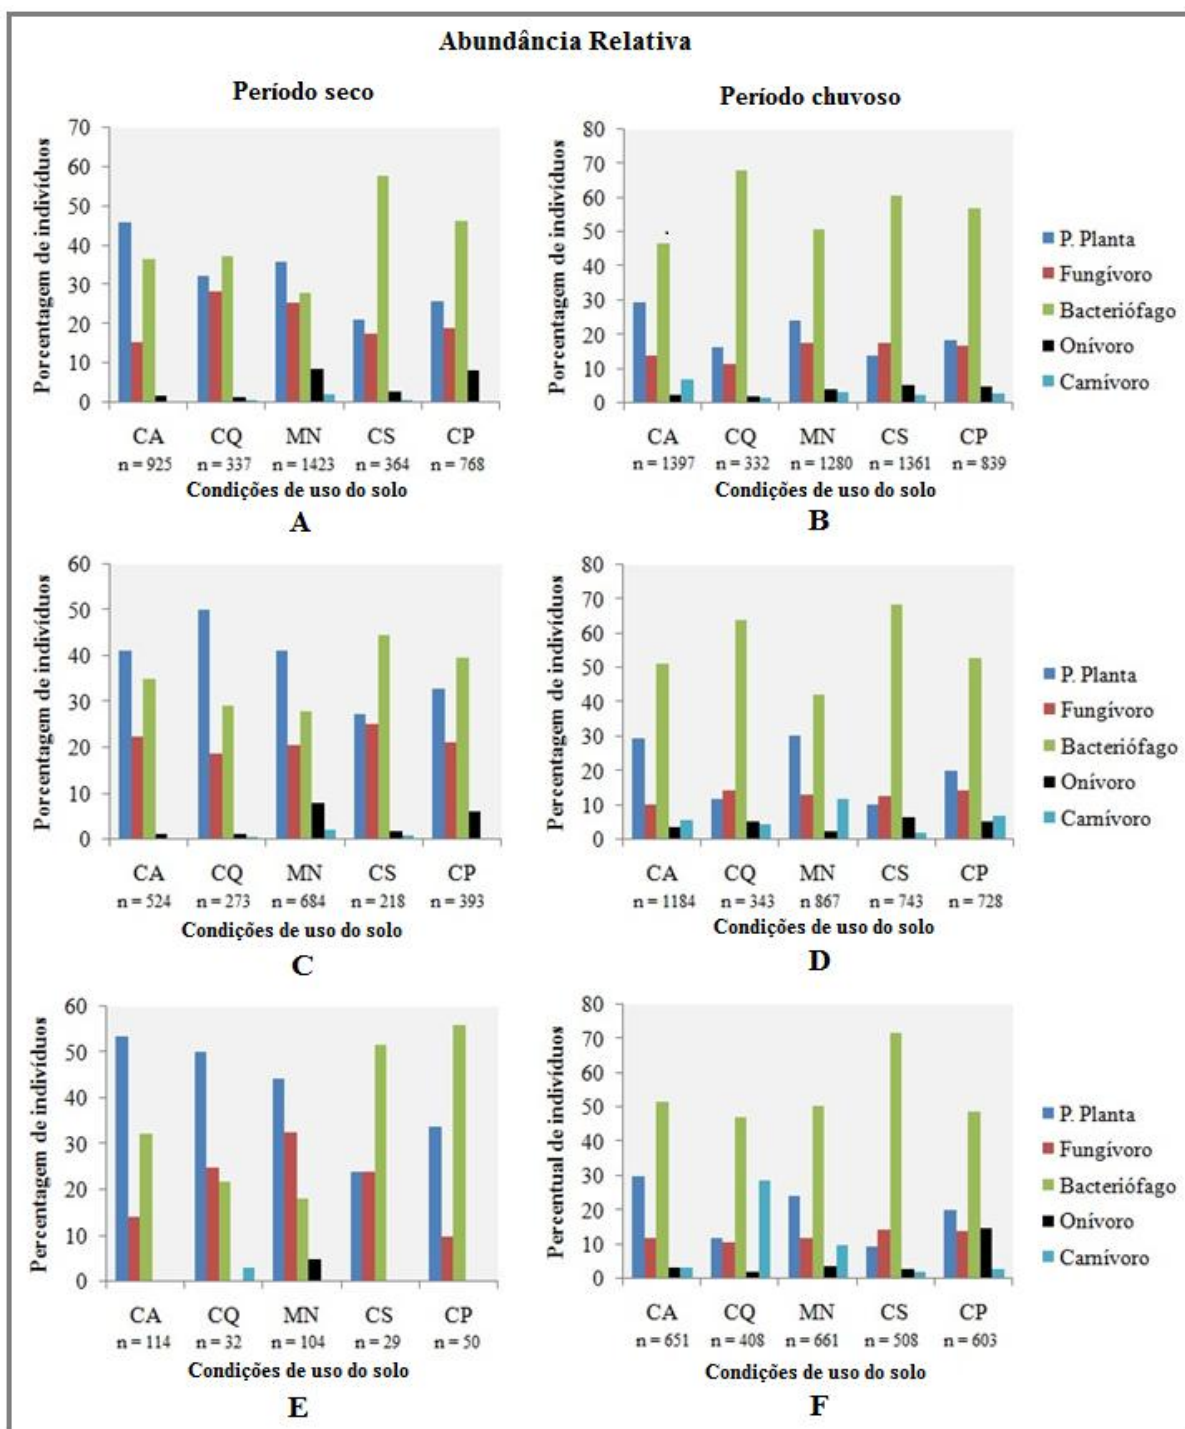 Abundância Relativa
Período seco
Período chuvoso
Porcentagem de indivíduos
70
60
50
40
30
20
10
0
CA CQ MN CS CP
n = 925 n = 337 n = 1423 n = 364 n = 768
Condições de uso do solo
A
Porcentagem de indivíduos
80
70
60
50
40
30
20
10
0
CA CQ MN CS CP
n = 1397 n = 332 n = 1280 n = 1361 n = 839
Condições de uso do solo
B
P. Planta
Fungívoro
Bacteriófago
Onívoro
Carnívoro
Porcentagem de indivíduos
60
50
40
30
20
10
0
CA CQ MN CS CP
n = 524 n = 273 n = 684 n = 218 n = 393
Condições de uso do solo
C
Percentagem de indivíduos
80
70
60
50
40
30
20
10
0
CA CQ MN CS CP
n = 1184 n = 343 n = 867 n = 743 n = 728
Condições de uso do solo
D
P. Planta
Fungívoro
Bacteriófago
Onívoro
Carnívoro
Percentagem de indivíduos
60
50
40
30
20
10
0
CA CQ MN CS CP
n = 114 n = 32 n = 104 n = 29 n = 50
Condições de uso do solo
E
Percentual de indivíduos
80
70
60
50
40
30
20
10
0
CA CQ MN CS CP
n = 651 n = 408 n = 661 n = 508 n = 603
Condições de uso do solo
F
P. Planta
Fungívoro
Bacteriófago
Onívoro
Carnívoro